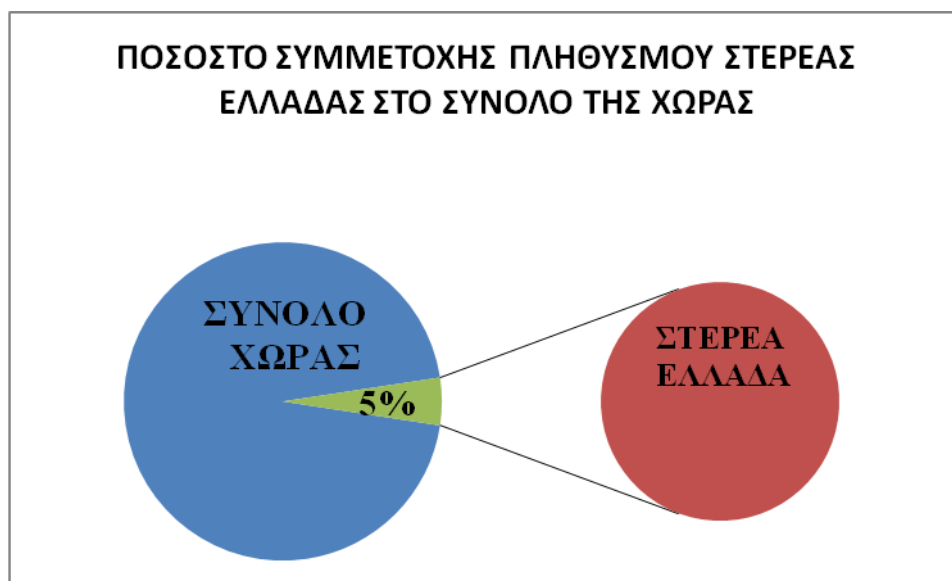 ΠΟΣΟΣΤΟ ΣΥΜΜΕΤΟΧΗΣ ΠΛΗΘΥΣΜΟΥ ΣΤΕΡΕΑΣ
ΕΛΛΑΔΑΣ ΣΤΟ ΣΥΝΟΛΟ ΤΗΣ ΧΩΡΑΣ
ΣΥΝΟΛΟ
ΧΩΡΑΣ
5%
ΣΤΕΡΕΑ
ΕΛΛΑΔΑ